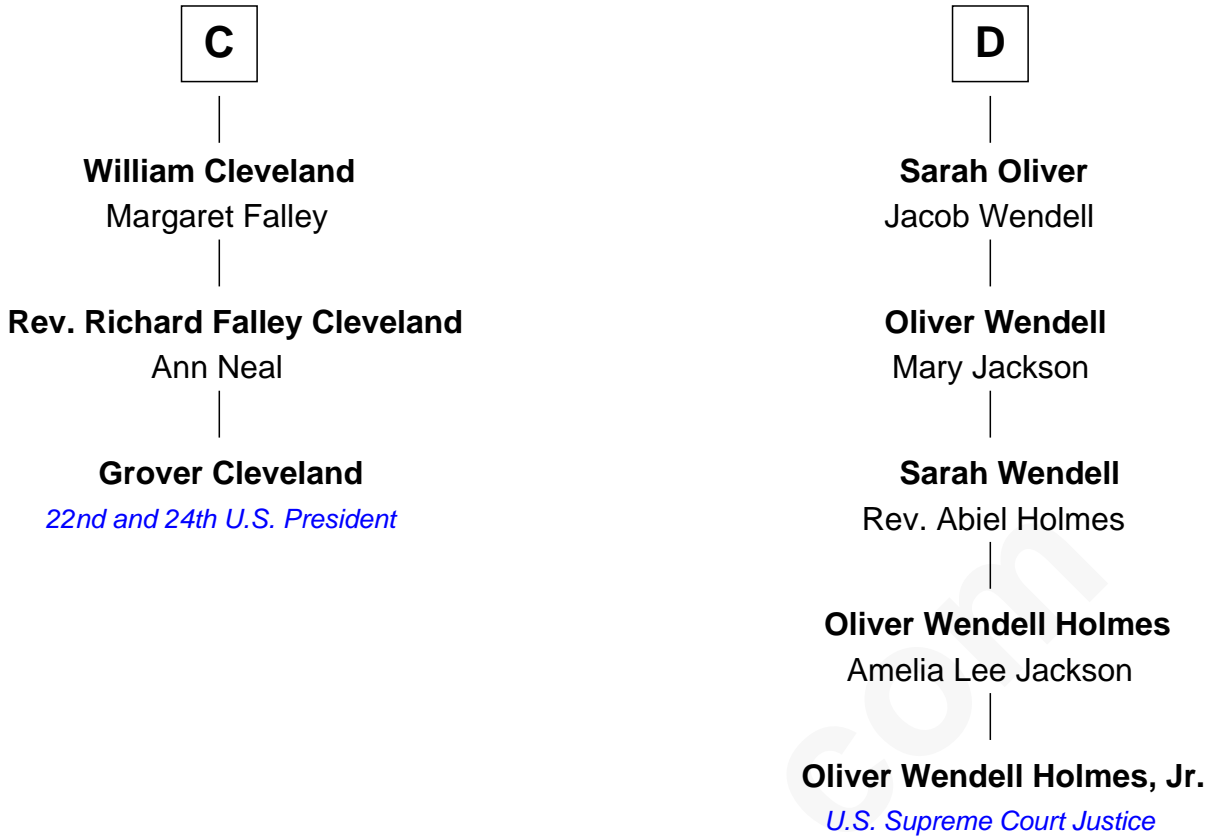 C
William Cleveland
Margaret Falley
Rev. Richard Falley Cleveland
Ann Neal
Grover Cleveland
22nd and 24th U.S. President
D
Sarah Oliver
Jacob Wendell
Oliver Wendell
Mary Jackson
Sarah Wendell
Rev. Abiel Holmes
Oliver Wendell Holmes
Amelia Lee Jackson
Oliver Wendell Holmes, Jr.
U.S. Supreme Court Justice
com